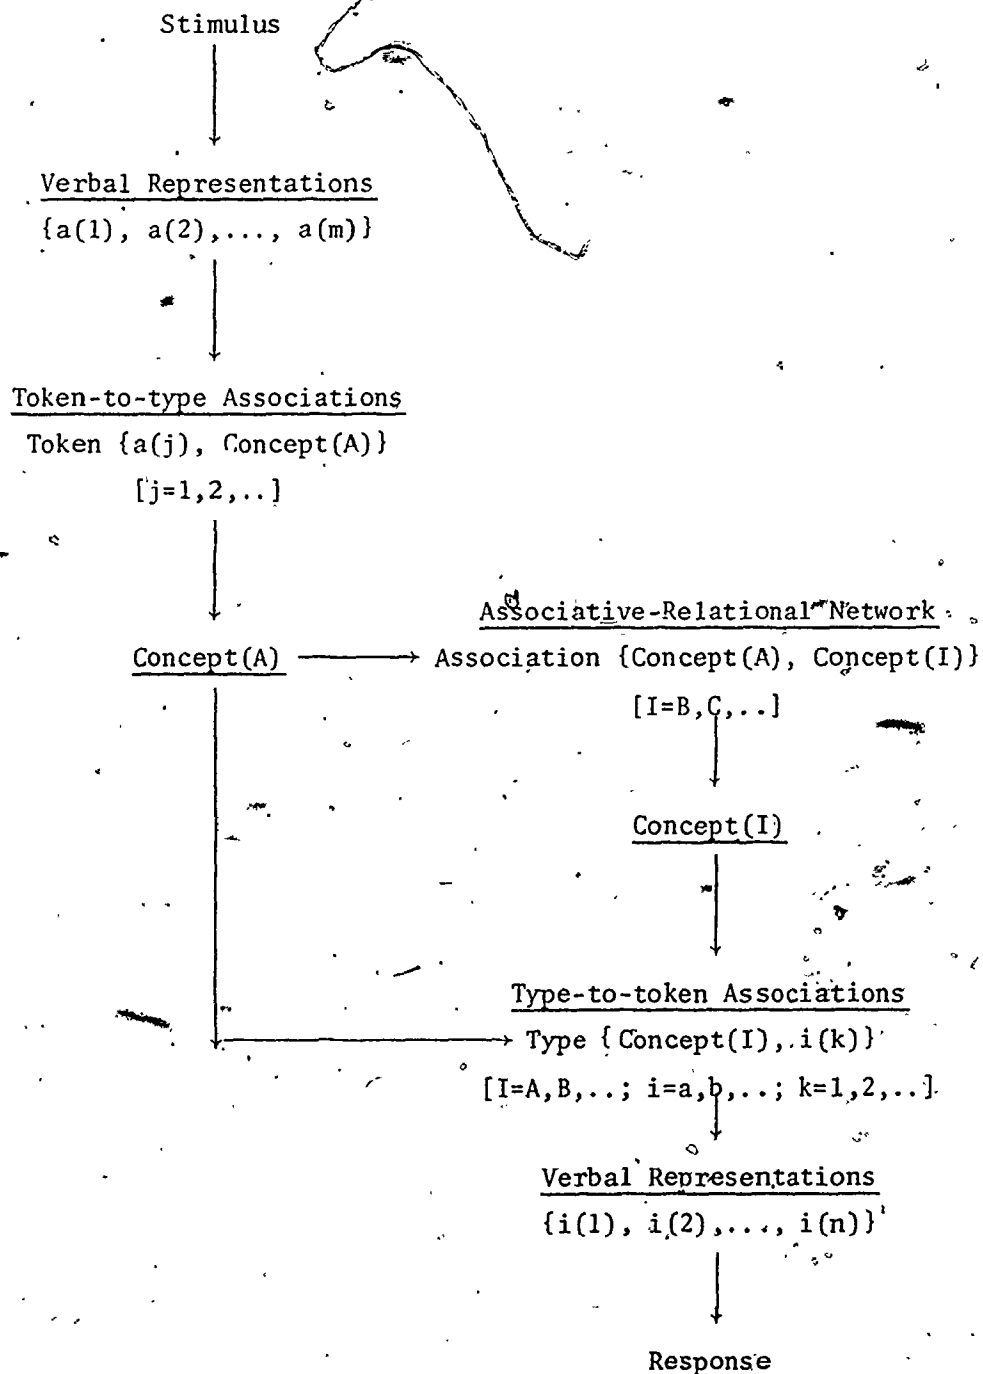 Stimulus
Verbal Representations
{a(1), a(2),..., a(m)}
Token-to-type Associations
Token {a(j), Concept(A)}
[j=1,2,..]
Associative-Relational Network
Concept(A)
Association {Concept(A), Concept(I)}
[I=B,C,..]
Concept(I)
Type-to-token Associations
Type {Concept(I), i(k)}
[I=A,B,..; i=a,b,..; k=1,2,..]
Verbal Representations
{i(1), i(2),..., i(n)}
Response